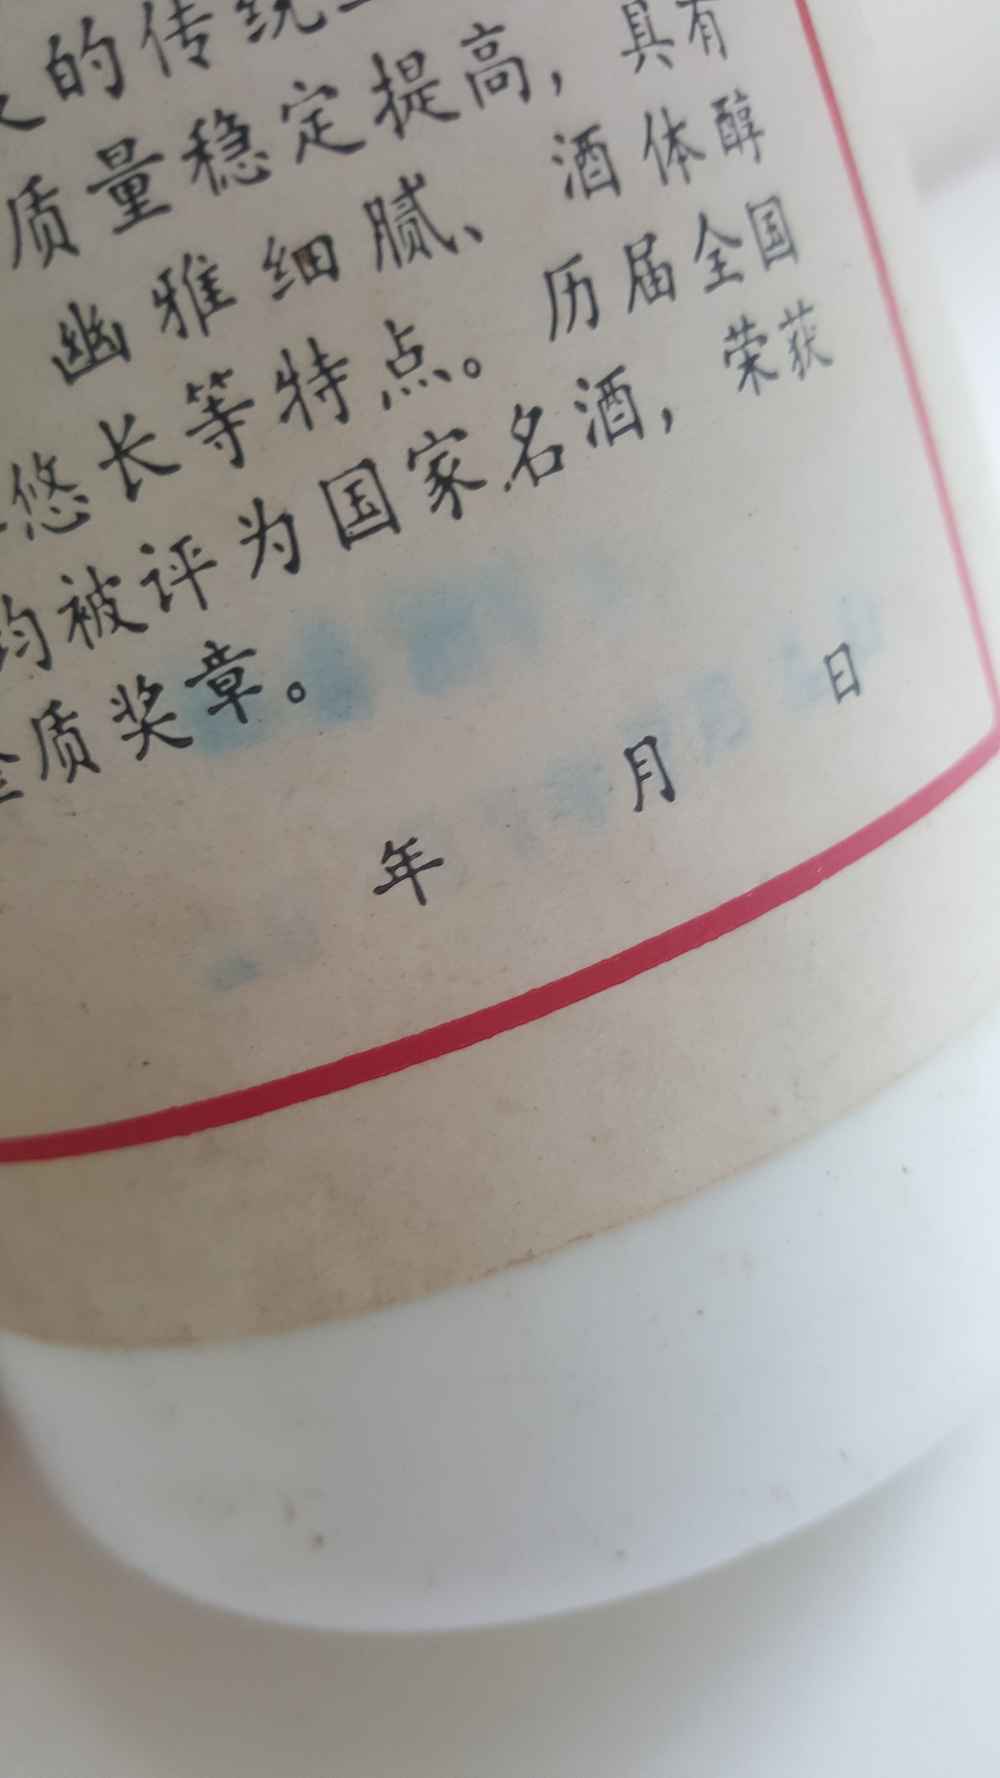 的传统
质量稳定提高，具有
幽雅细腻、酒体醇
悠长等特点。历届全国
均被评为国家名酒，荣获
金质奖章。
年 月 日